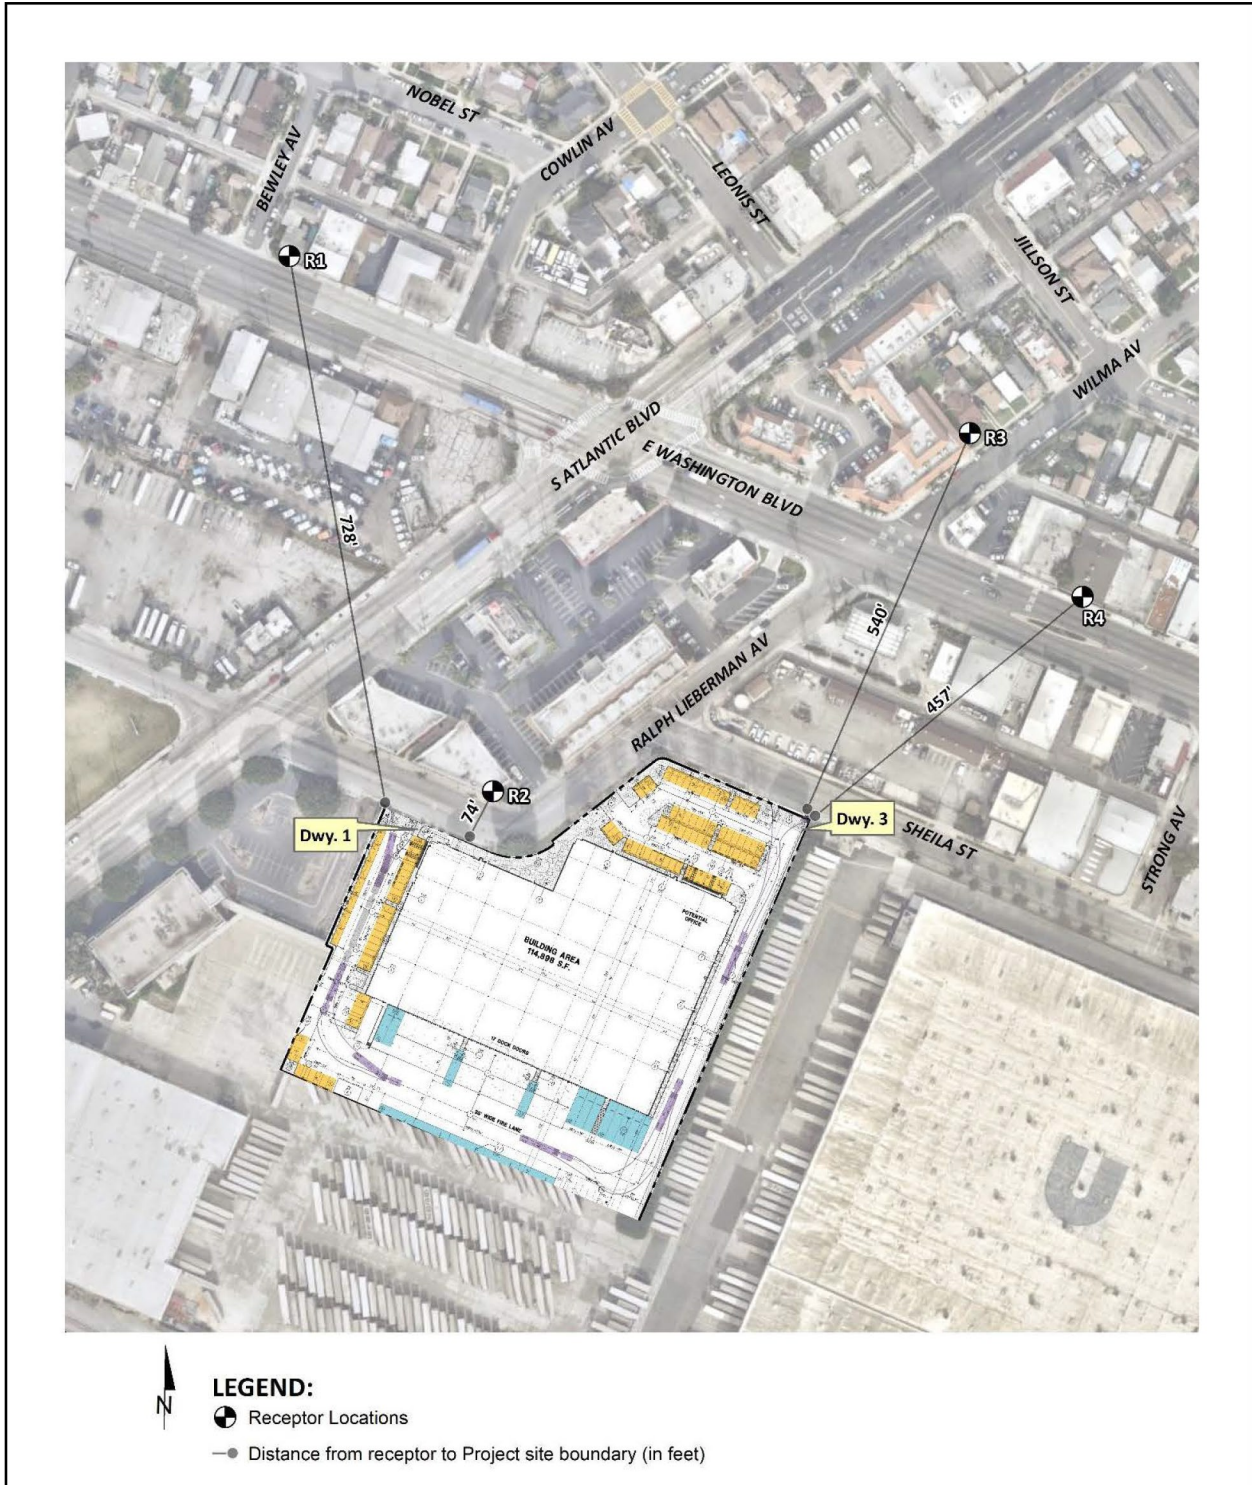 NOBEL ST
COWLIN AV
BEWLEY AV
LEONIS ST
JILLSON ST
R1
WILMA AV
S ATLANTIC BLVD
R3
E WASHINGTON BLVD
728'
540'
R4
457'
RALPH LIEBERMAN AV
R2
74'
Dwy. 1
Dwy. 3
SHEILA ST
STRONG AV
POTENTIAL
OFFICE
BUILDING AREA
114,898 S.F.
17 DOCK DOORS
WIDE FIRE LANE
N
LEGEND:
Receptor Locations
Distance from receptor to Project site boundary (in feet)